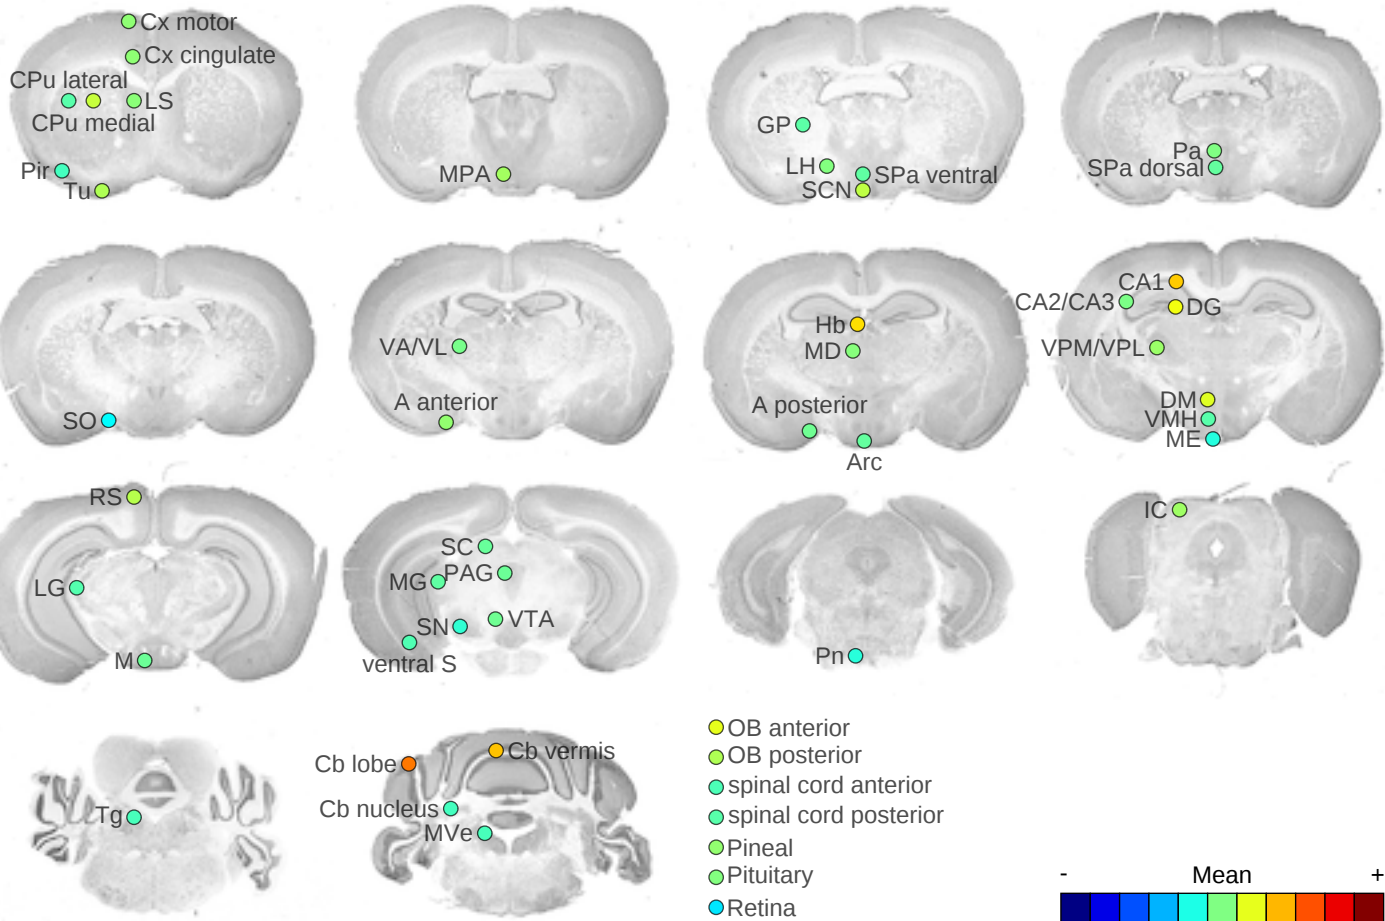 Cx motor
Cx cingulate
CPu lateral
LS
CPu medial
Pir
Tu
MPA
GP
LH
SPa ventral
SCN
Pa
SPa dorsal
SO
VA/VL
A anterior
Hb
MD
A posterior
Arc
CA1
CA2/CA3
DG
VPM/VPL
DM
VMH
ME
RS
LG
M
SC
MG
PAG
SN
VTA
ventral S
Pn
IC
Tg
Cb lobe
Cb vermis
Cb nucleus
MVe
OB anterior
OB posterior
spinal cord anterior
spinal cord posterior
Pineal
Pituitary
Retina
- Mean +